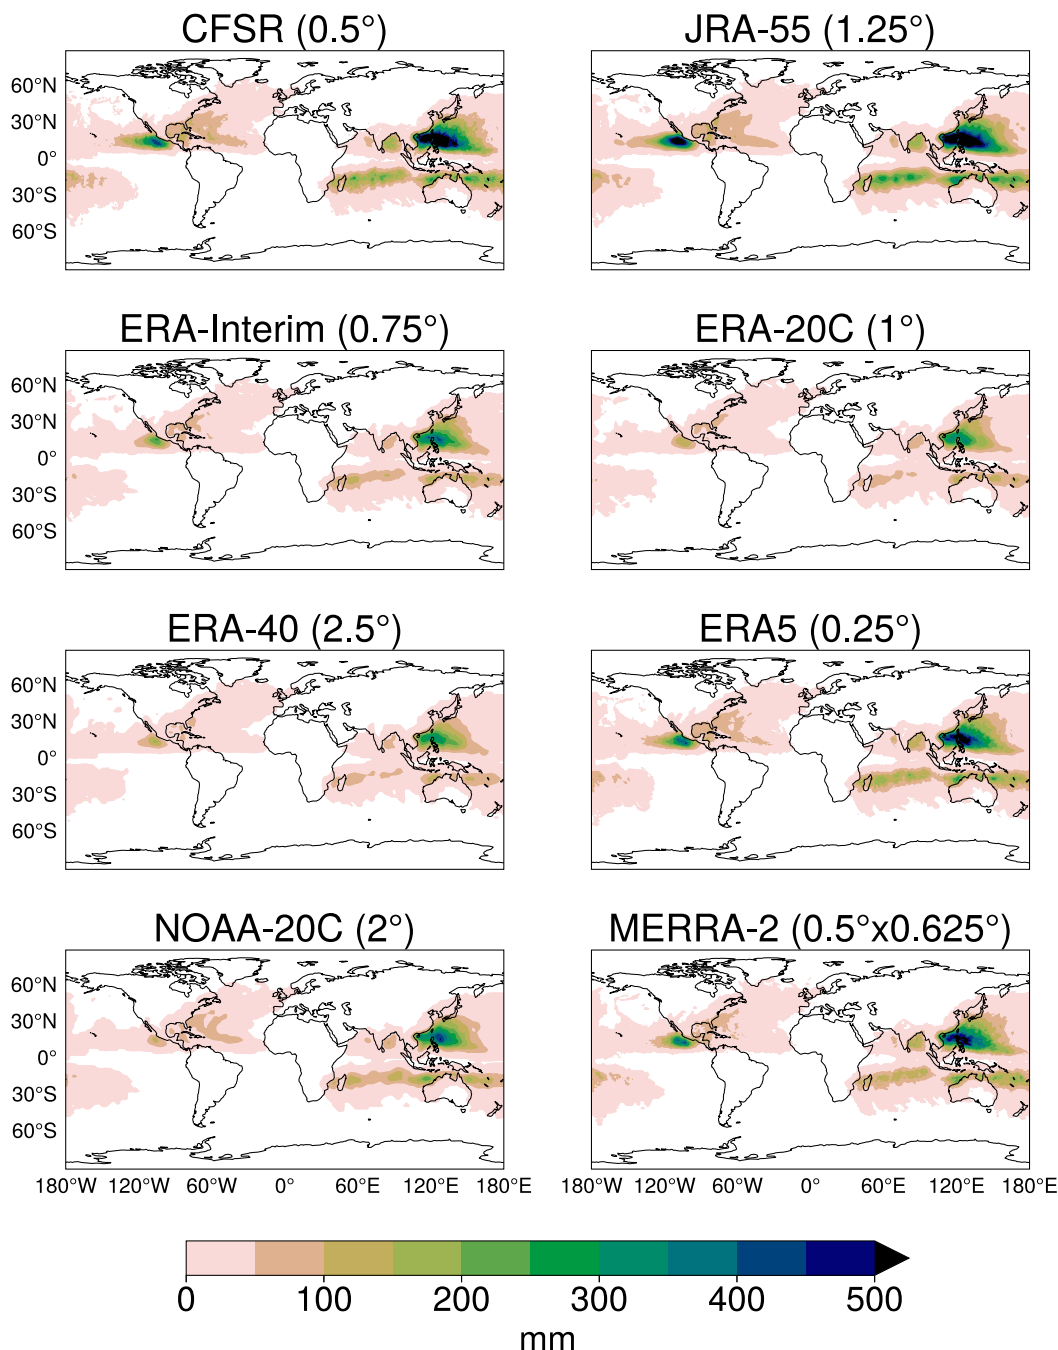 CFSR (0.5°)
JRA-55 (1.25°)
60°N
30°N
0°
30°S
60°S
ERA-Interim (0.75°)
ERA-20C (1°)
60°N
30°N
0°
30°S
60°S
ERA-40 (2.5°)
ERA5 (0.25°)
60°N
30°N
0°
30°S
60°S
NOAA-20C (2°)
MERRA-2 (0.5°x0.625°)
60°N
30°N
0°
30°S
60°S
180°W 120°W 60°W 0° 60°E 120°E 180°E
180°W 120°W 60°W 0° 60°E 120°E 180°E
0 100 200 300 400 500
mm